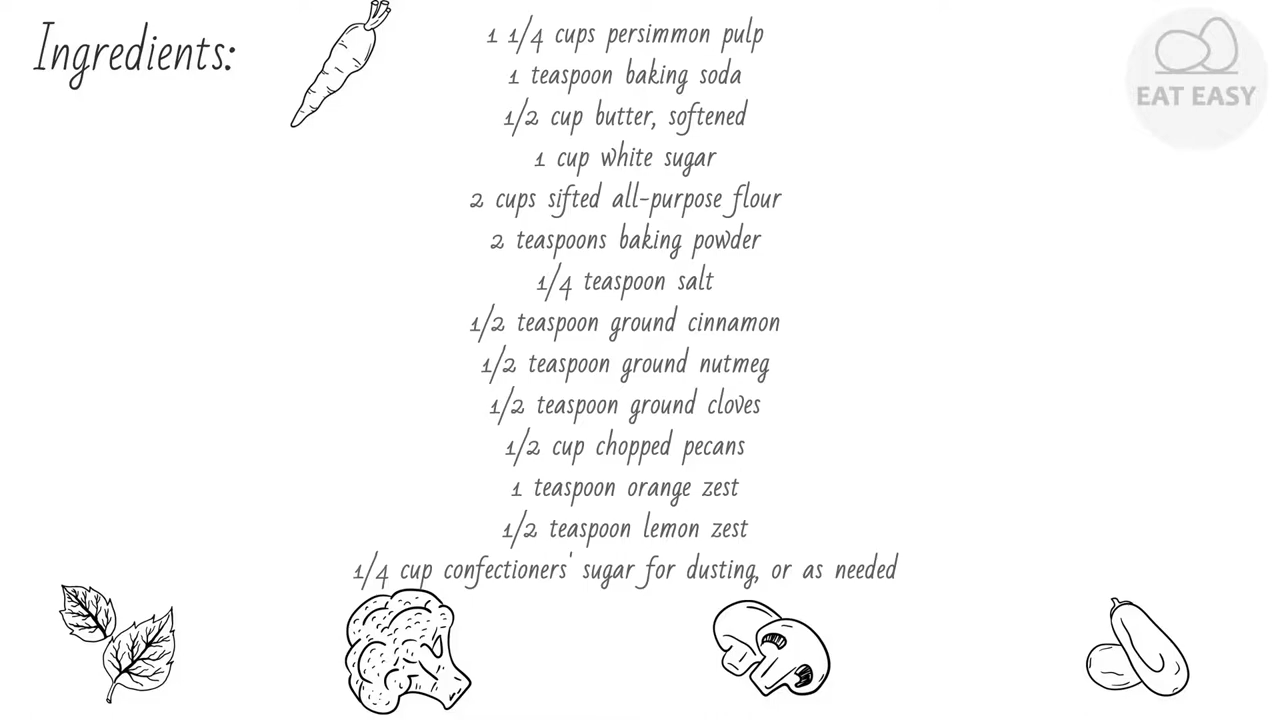 Ingredients:
1 1/4 cups persimmon pulp
1 teaspoon baking soda
1/2 cup butter, softened
1 cup white sugar
2 cups sifted all-purpose flour
2 teaspoons baking powder
1/4 teaspoon salt
1/2 teaspoon ground cinnamon
1/2 teaspoon ground nutmeg
1/2 teaspoon ground cloves
1/2 cup chopped pecans
1 teaspoon orange zest
1/2 teaspoon lemon zest
1/4 cup confectioners' sugar for dusting, or as needed
EAT EASY